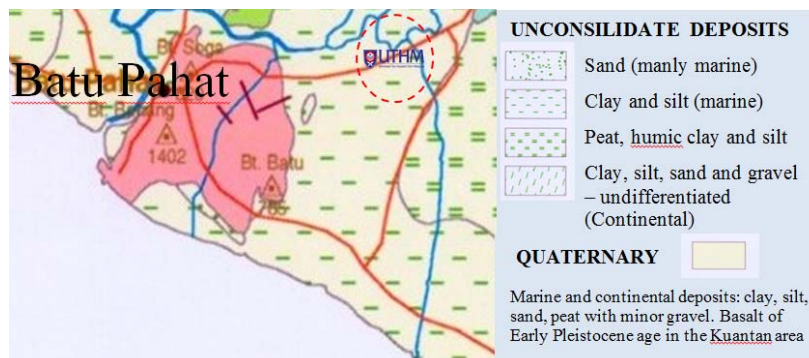 Bt. Soga
UTHM
Batu Pahat
1402
Bt. Batu
785
UNCONSILIDATE DEPOSITS
Sand (manly marine)
Clay and silt (marine)
Peat, humic clay and silt
Clay, silt, sand and gravel
– undifferentiated
(Continental)
QUATERNARY
Marine and continental deposits: clay, silt,
sand, peat with minor gravel. Basalt of
Early Pleistocene age in the Kuantan area